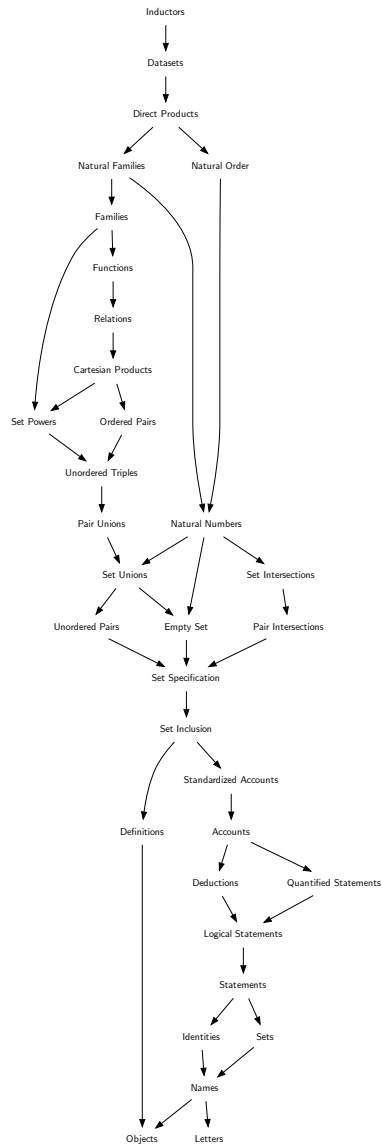 Inductors
Datasets
Direct Products
Natural Families
Natural Order
Families
Functions
Relations
Cartesian Products
Set Powers
Ordered Pairs
Unordered Triples
Pair Unions
Natural Numbers
Set Unions
Set Intersections
Unordered Pairs
Empty Set
Pair Intersections
Set Specification
Set Inclusion
Standardized Accounts
Definitions
Accounts
Deductions
Quantified Statements
Logical Statements
Statements
Identities
Sets
Names
Objects
Letters